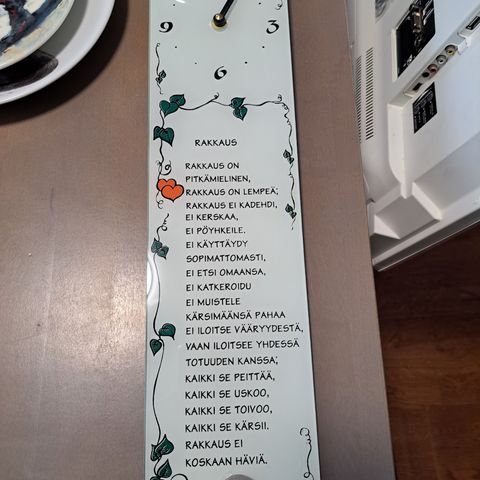 9 3
6
RAKKAUS
RAKKAUS ON
PITKÄMIELINEN,
RAKKAUS ON LEMPEÄ;
RAKKAUS EI KADEHDI,
EI KERSKAA,
EI PÖYHKEILE.
EI KÄYTTÄYDY
SOPIMATTOMASTI,
EI ETSI OMAANSA,
EI KATKEROIDU
EI MUISTELE
KÄRSIMÄÄNSÄ PAHAA
EI ILOITSE VÄÄRYYDESTÄ,
VAAN ILOITSEE YHDESSÄ
TOTUUDEN KANSSA;
KAIKKI SE PEITTÄÄ,
KAIKKI SE USKOO,
KAIKKI SE TOIVOO,
KAIKKI SE KÄRSII.
RAKKAUS EI
KOSKAAN HÄVIÄ.